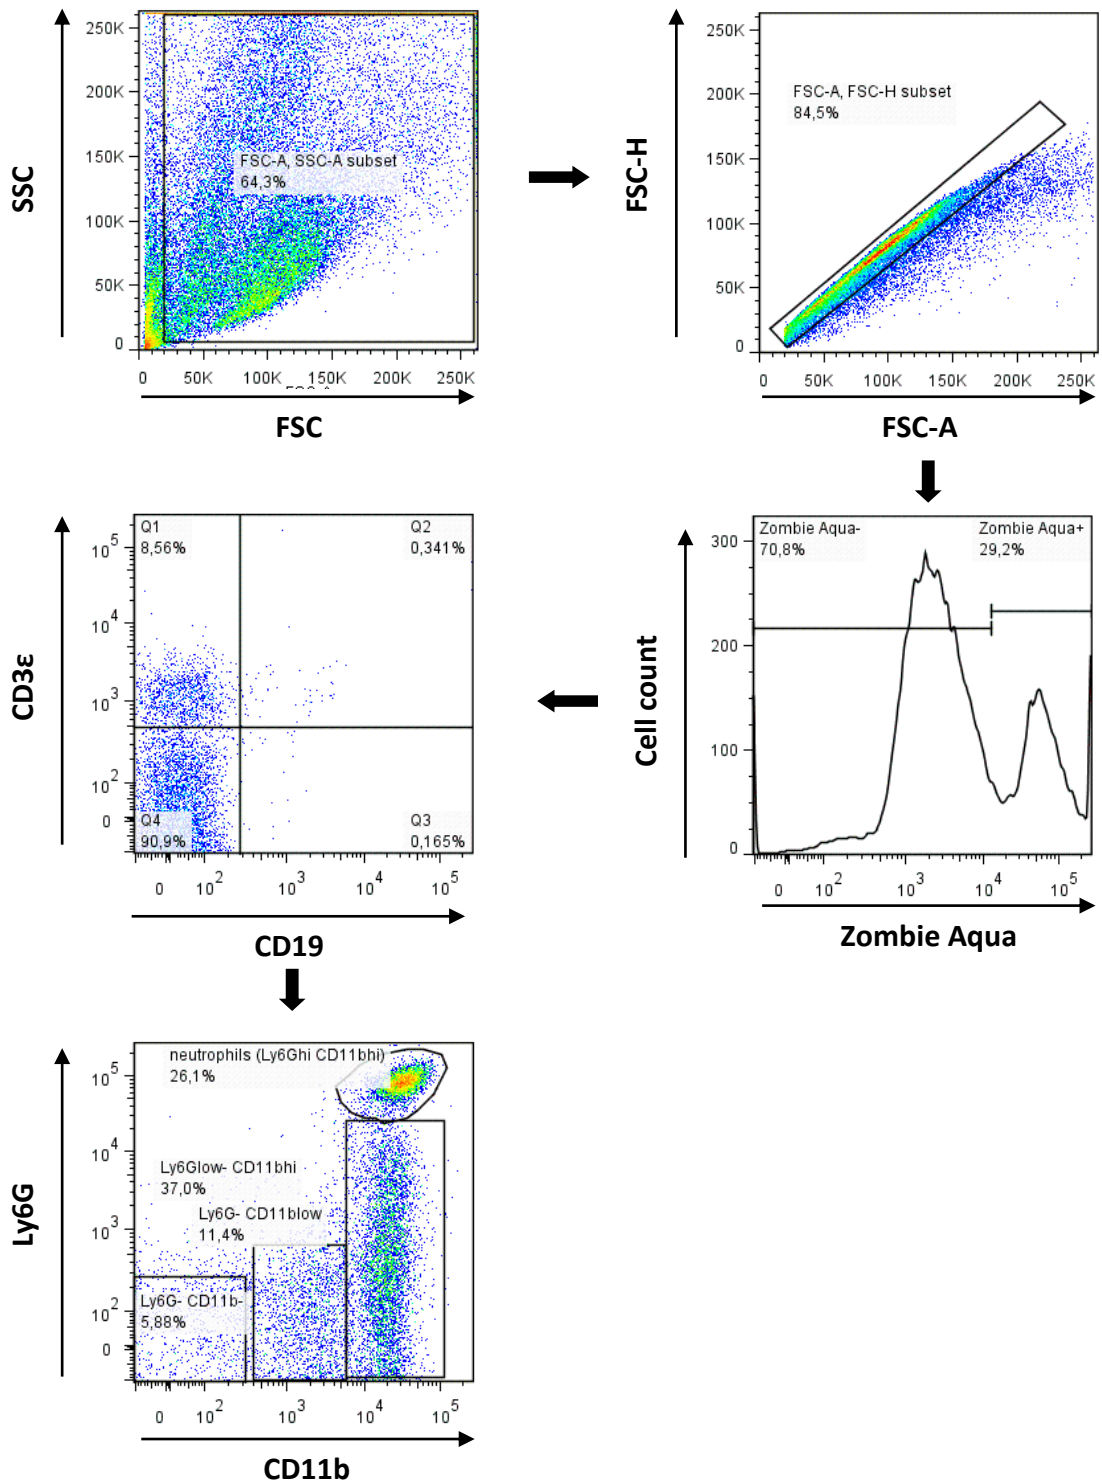 250K
200K
150K
100K
50K
0
SSC
FSC-A, SSC-A subset
64,3%
0 50K 100K 150K 200K 250K
FSC
250K
200K
150K
100K
50K
0
FSC-H
FSC-A, FSC-H subset
84,5%
0 50K 100K 150K 200K 250K
FSC-A
Q1
8,56%
Q2
0,341%
10^5
10^4
10^3
10^2
0
CD3ε
Q4
90,9%
Q3
0,165%
0 10^2 10^3 10^4 10^5
CD19
Zombie Aqua-
70,8%
Zombie Aqua+
29,2%
300
200
100
0
Cell count
0 10^2 10^3 10^4 10^5
Zombie Aqua
neutrophils (Ly6Ghi CD11bhi)
26,1%
10^5
10^4
10^3
10^2
0
Ly6G
Ly6Glow- CD11bhi
37,0%
Ly6G- CD11blow
11,4%
Ly6G- CD11b-
5,88%
0 10^2 10^3 10^4 10^5
CD11b